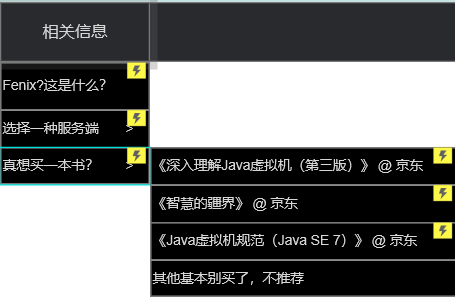 相关信息
Fenix?这是什么?
选择一种服务端 >
真想买一本书? >
《深入理解Java虚拟机（第三版）》 @ 京东
《智慧的疆界》 @ 京东
《Java虚拟机规范（Java SE 7）》 @ 京东
其他基本别买了，不推荐